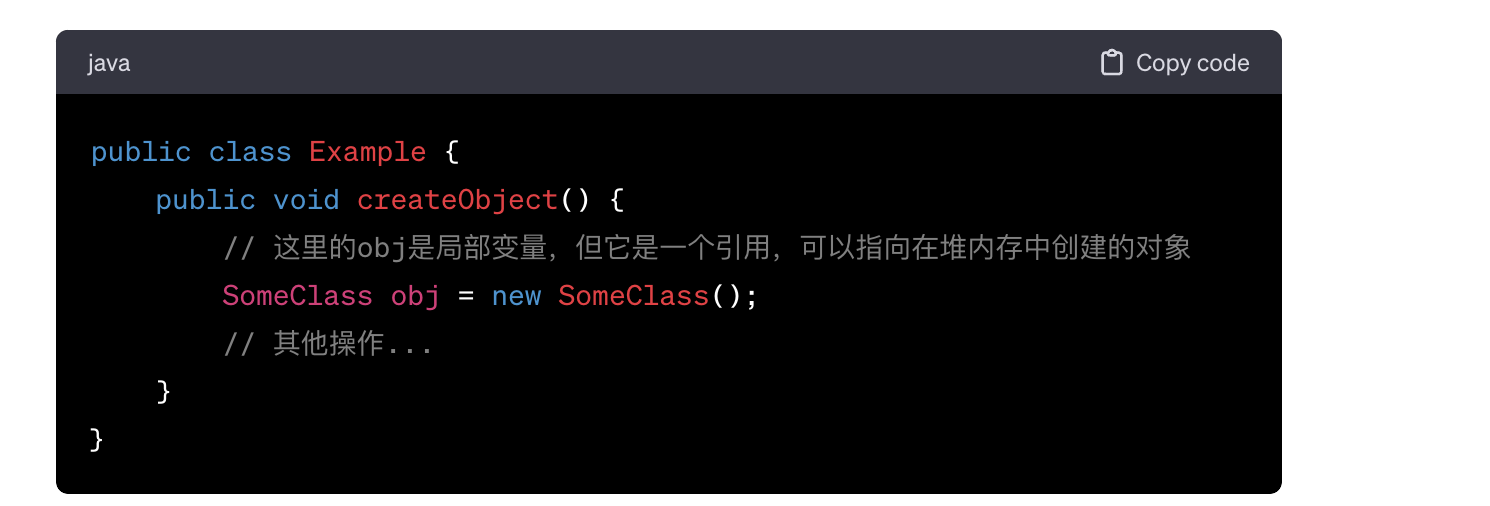 java
Copy code
public class Example {
    public void createObject() {
        // 这里的obj是局部变量，但它是一个引用，可以指向在堆内存中创建的对象
        SomeClass obj = new SomeClass();
        // 其他操作...
    }
}